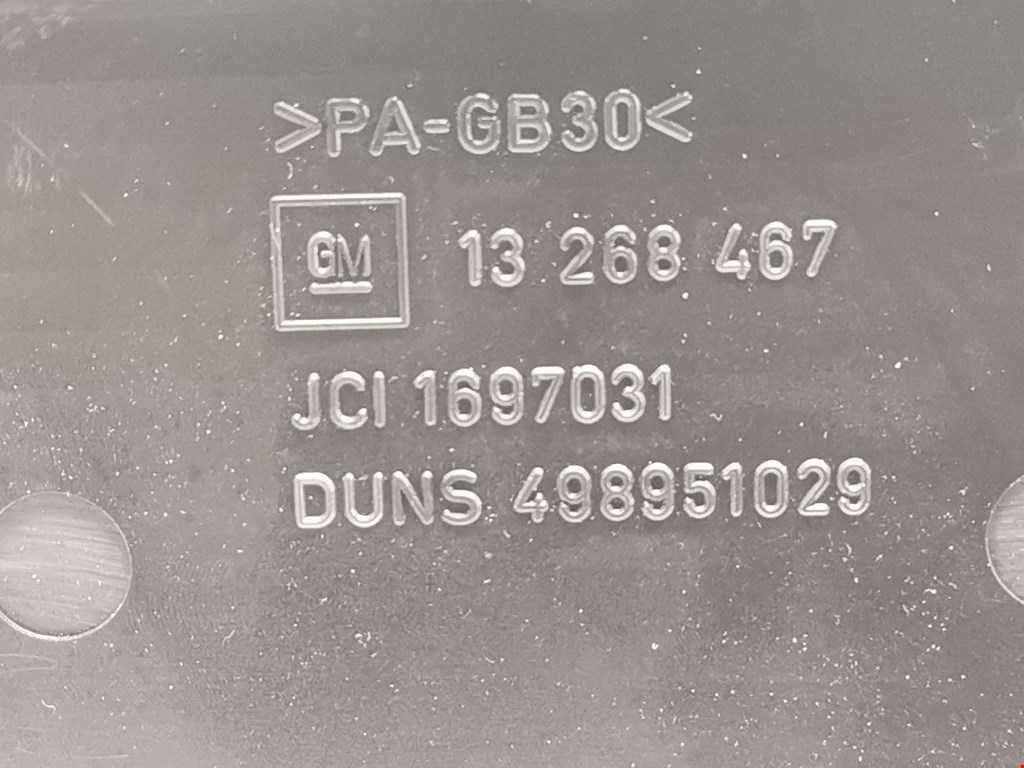 >PA-GB30<
GM 13 268 467
JCI 1697031
DUNS 498951029